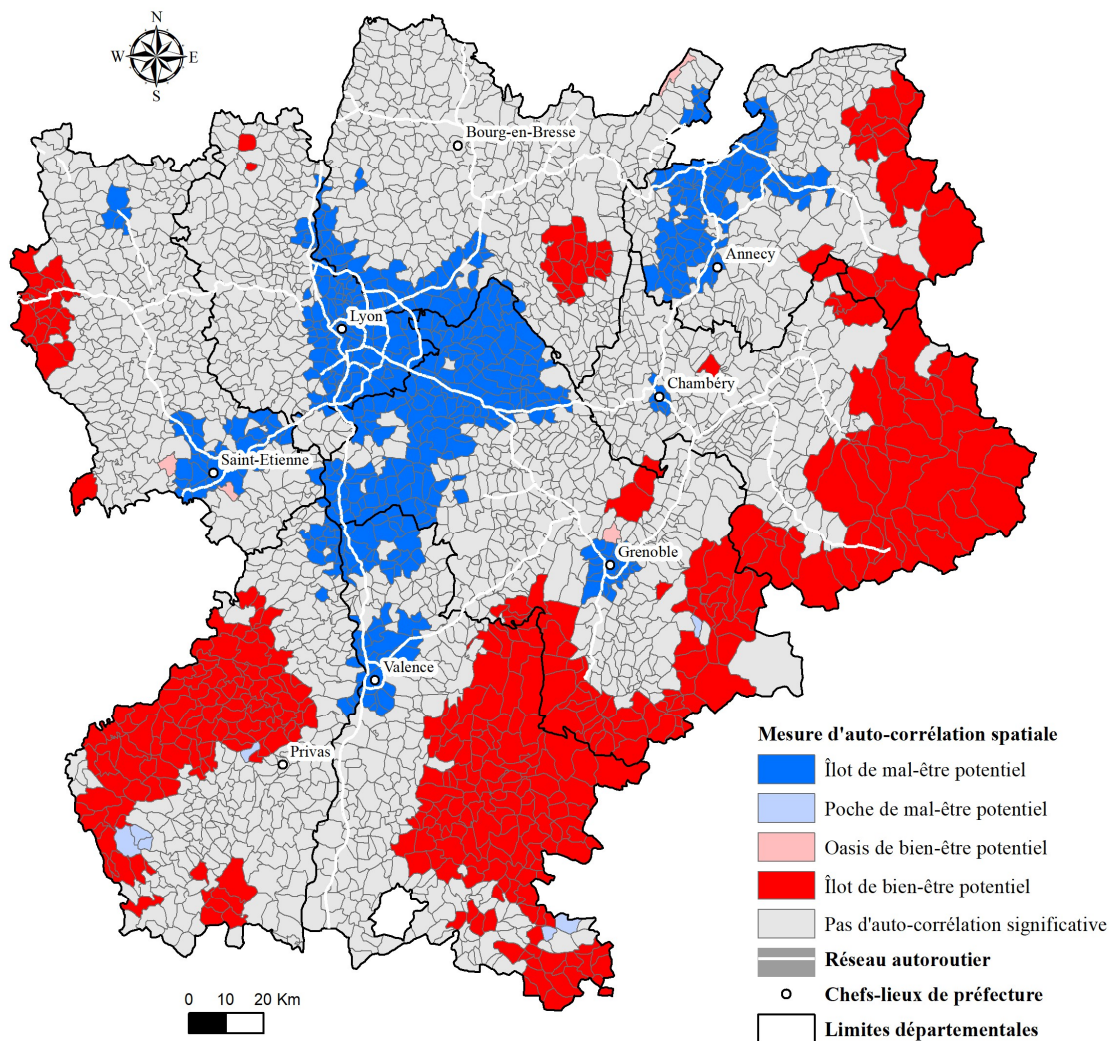 N
W E
S
Bourg-en-Bresse
Annecy
Lyon
Chambéry
Saint-Etienne
Grenoble
Valence
Privas
Mesure d'auto-corrélation spatiale
Îlot de mal-être potentiel
Poche de mal-être potentiel
Oasis de bien-être potentiel
Îlot de bien-être potentiel
Pas d'auto-corrélation significative
Réseau autoroutier
Chefs-lieux de préfecture
Limites départementales
0 10 20 Km